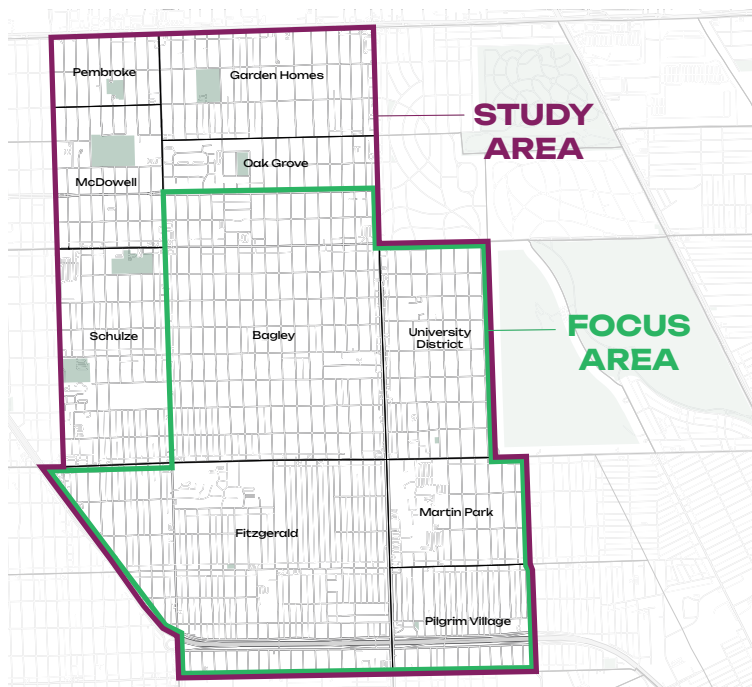 Pembroke
Garden Homes
STUDY
AREA
Oak Grove
McDowell
FOCUS
AREA
Schulze
Bagley
University
District
Martin Park
Fitzgerald
Pilgrim Village